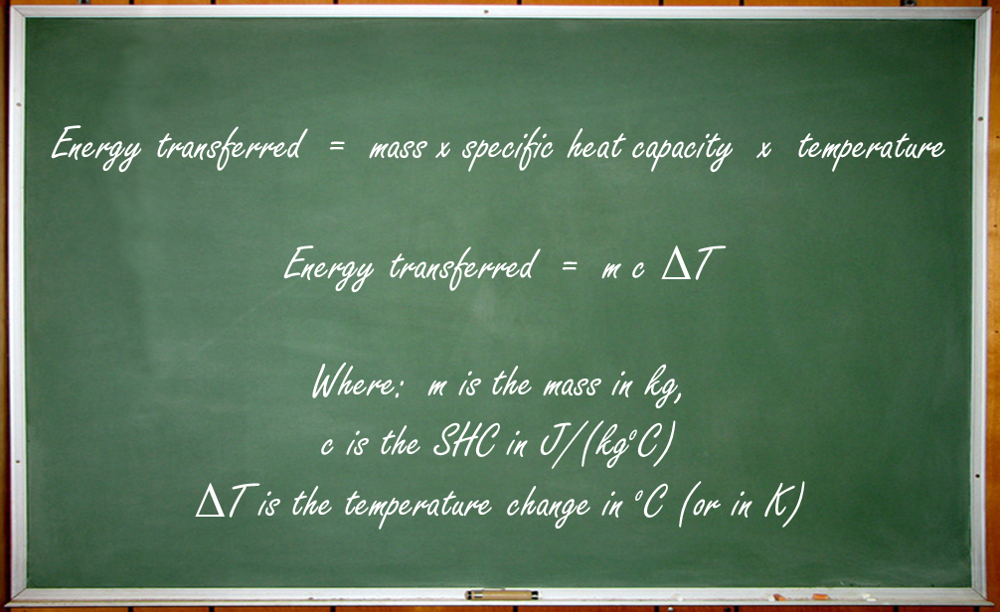 Energy transferred = mass x specific heat capacity x temperature
Energy transferred = m c ΔT
Where: m is the mass in kg,
c is the SHC in J/(kg°C)
ΔT is the temperature change in °C (or in K)